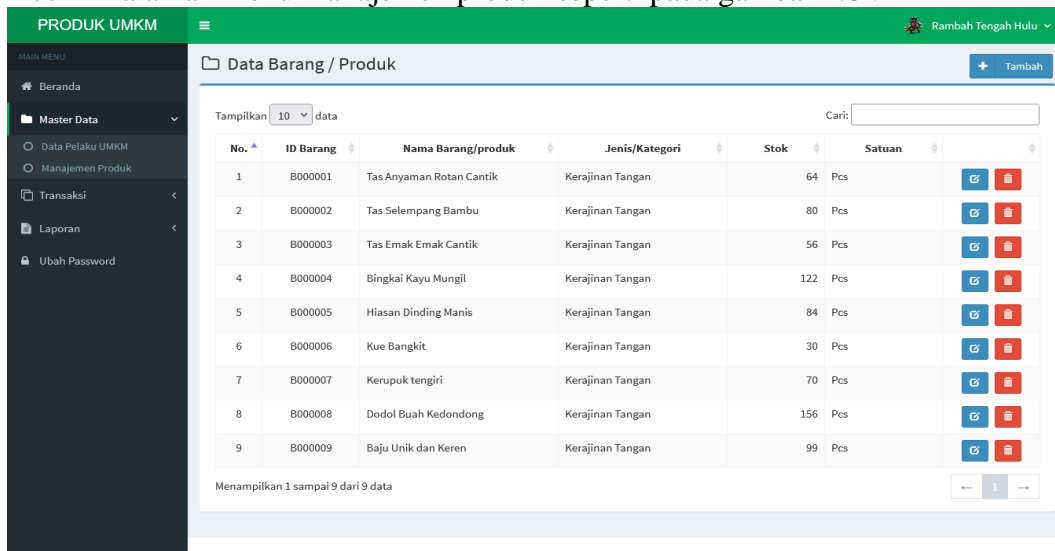 PRODUK UMKM
Rambah Tengah Hulu
MAIN MENU
Beranda
Master Data
Data Pelaku UMKM
Manajemen Produk
Transaksi
Laporan
Ubah Password
Data Barang / Produk
Tambah
Tampilkan 10 data
Cari:
No. ID Barang Nama Barang/produk Jenis/Kategori Stok Satuan
1 B000001 Tas Anyaman Rotan Cantik Kerajinan Tangan 64 Pcs
2 B000002 Tas Selempang Bambu Kerajinan Tangan 80 Pcs
3 B000003 Tas Emak Emak Cantik Kerajinan Tangan 56 Pcs
4 B000004 Bingkai Kayu Mungil Kerajinan Tangan 122 Pcs
5 B000005 Hiasan Dinding Manis Kerajinan Tangan 84 Pcs
6 B000006 Kue Bangkit Kerajinan Tangan 30 Pcs
7 B000007 Kerupuk tengiri Kerajinan Tangan 70 Pcs
8 B000008 Dodol Buah Kedondong Kerajinan Tangan 156 Pcs
9 B000009 Baju Unik dan Keren Kerajinan Tangan 99 Pcs
Menampilkan 1 sampai 9 dari 9 data
← 1 →